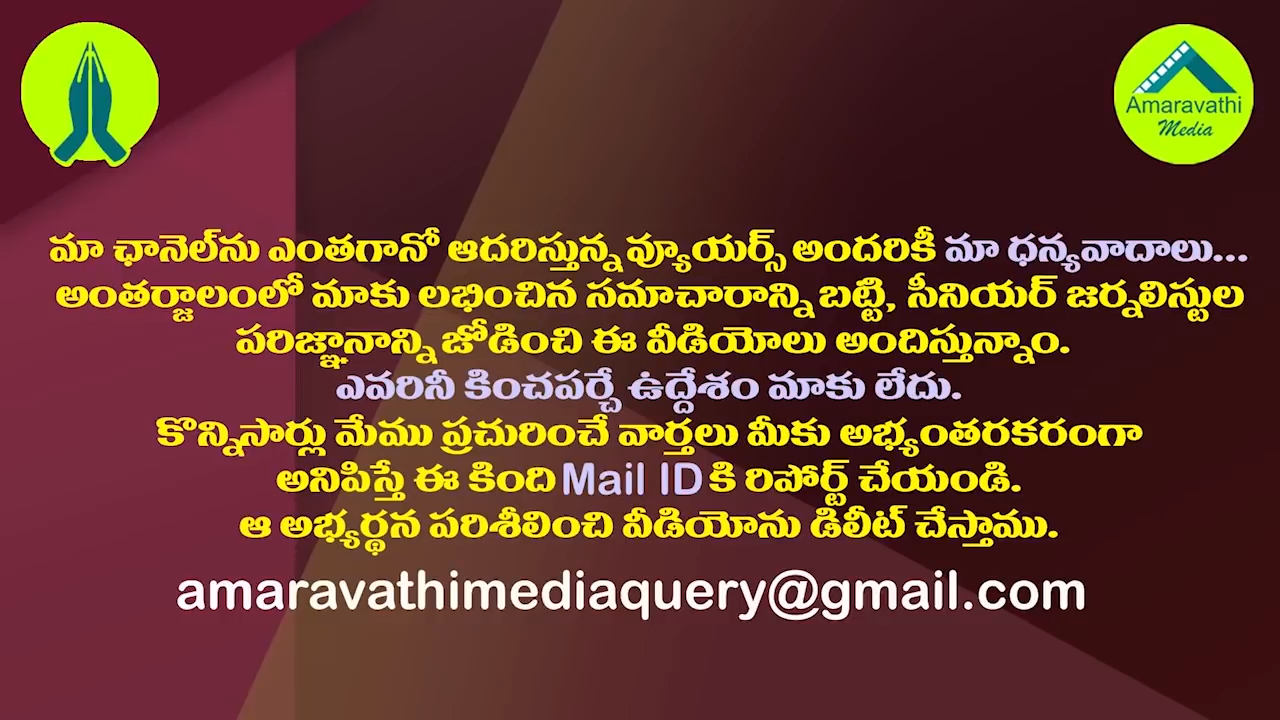 Amaravathi
Media
మా ఛానెల్‌ను ఎంతగానో ఆదరిస్తున్న వ్యూయర్స్ అందరికీ మా ధన్యవాదాలు...
అంతర్జాలంలో మాకు లభించిన సమాచారాన్ని బట్టి, సీనియర్ జర్నలిస్టుల
పరిజ్ఞానాన్ని జోడించి ఈ వీడియోలు అందిస్తున్నాం.
ఎవరినీ కించపర్చే ఉద్దేశం మాకు లేదు.
కొన్నిసార్లు మేము ప్రచురించే వార్తలు మీకు అభ్యంతరకరంగా
అనిపిస్తే ఈ కింది Mail ID కి రిపోర్ట్ చేయండి.
ఆ అభ్యర్థన పరిశీలించి వీడియోను డిలీట్ చేస్తాము.
amaravathimediaquery@gmail.com